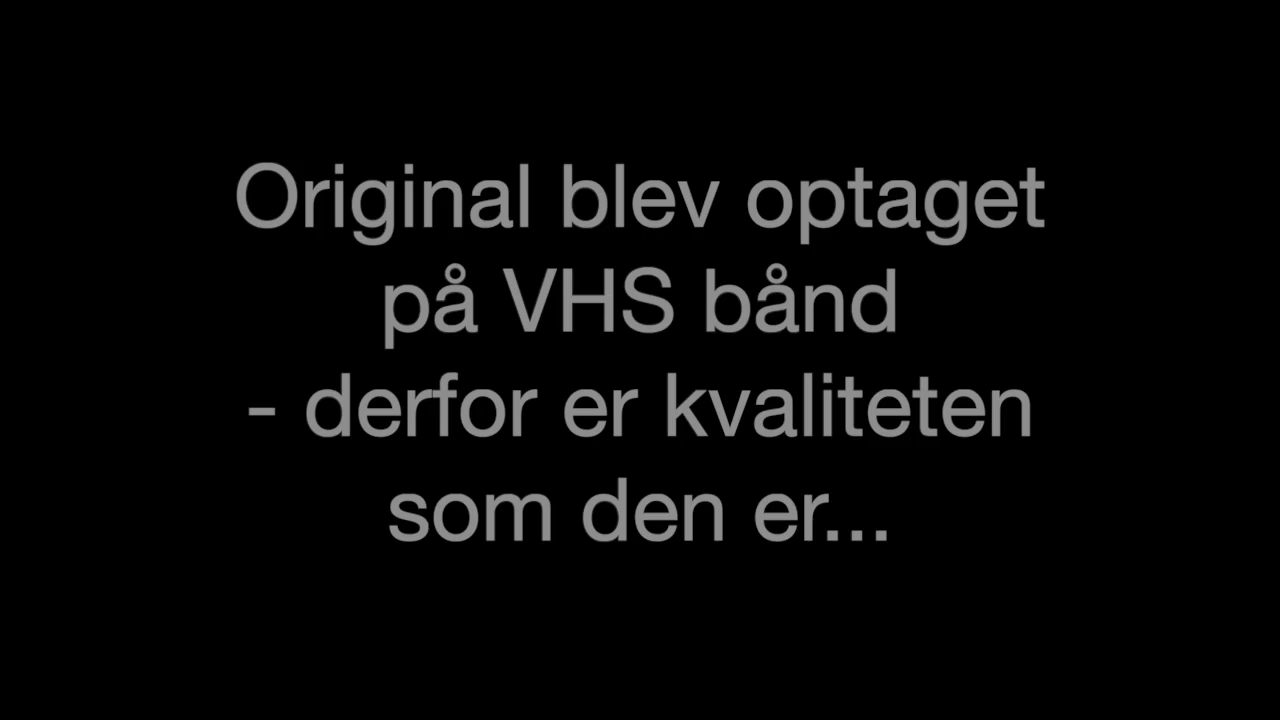 Original blev optaget
på VHS bånd
- derfor er kvaliteten
som den er...